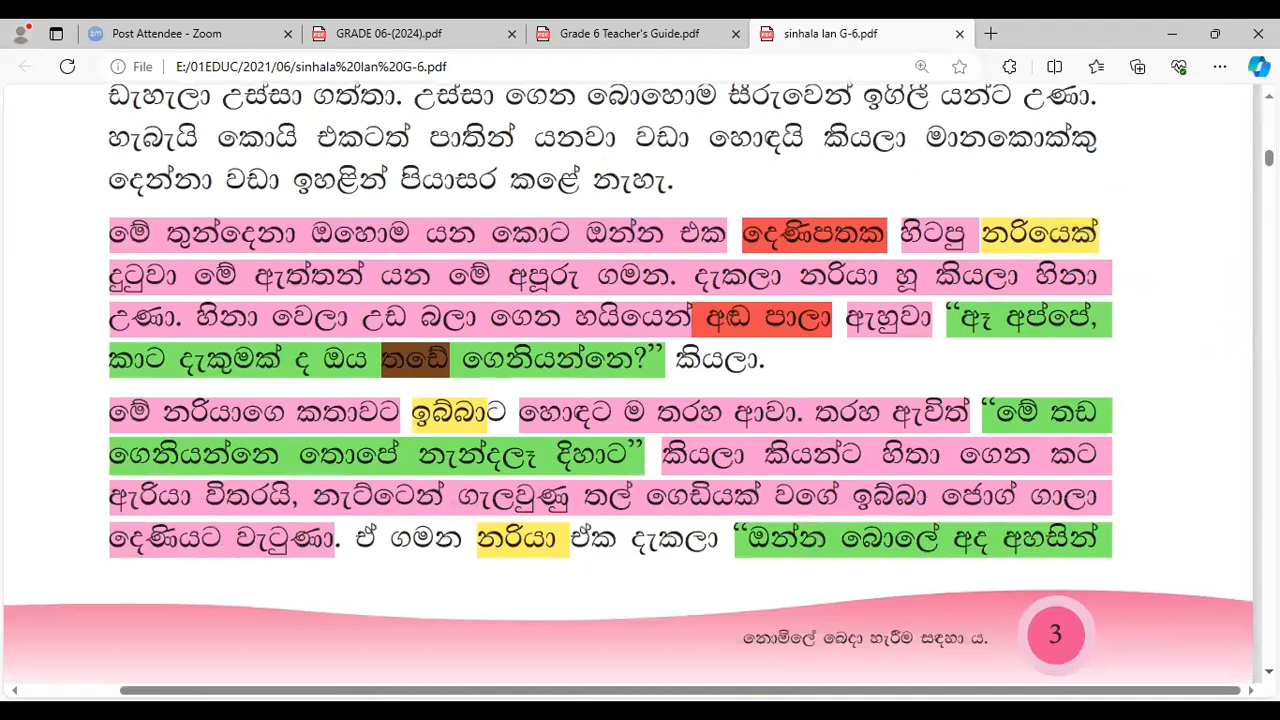 Post Attendee - Zoom
GRADE 06-(2024).pdf
Grade 6 Teacher's Guide.pdf
sinhala lan G-6.pdf
File E:/01EDUC/2021/06/sinhala%20lan%20G-6.pdf
ඩැහැලා උස්සා ගත්තා. උස්සා ගෙන බොහොම සීරුවෙන් ඉගිලී යන්ට උණා.
හැබැයි කොයි එකටත් පාතින් යනවා වඩා හොඳයි කියලා මානකොක්කු
දෙන්නා වඩා ඉහළින් පියාසර කළේ නැහැ.
මේ තුන්දෙනා ඔහොම යන කොට ඔන්න එක දෙණිපතක හිටපු නරියෙක්
දුටුවා මේ ඇත්තන් යන මේ අපූරු ගමන. දැකලා නරියා හූ කියලා හිනා
උණා. හිනා වෙලා උඩ බලා ගෙන හයියෙන් අඬ පාලා ඇහුවා “ඈ අප්පේ,
කාට දැකුමක් ද ඔය තඩේ ගෙනියන්නෙ?” කියලා.
මේ නරියාගෙ කතාවට ඉබ්බාට හොඳට ම තරහ ආවා. තරහ ඇවිත් “මේ තඩ
ගෙනියන්නෙ තොපේ නැන්දලෑ දිහාට” කියලා කියන්ට හිතා ගෙන කට
ඇරියා විතරයි, නැට්ටෙන් ගැලවුණු තල් ගෙඩියක් වගේ ඉබ්බා ජොග් ගාලා
දෙණියට වැටුණා. ඒ ගමන නරියා ඒක දැකලා “ඔන්න බොලේ අද අහසින්
නොමිලේ බෙදා හැරීම සඳහා ය.
3